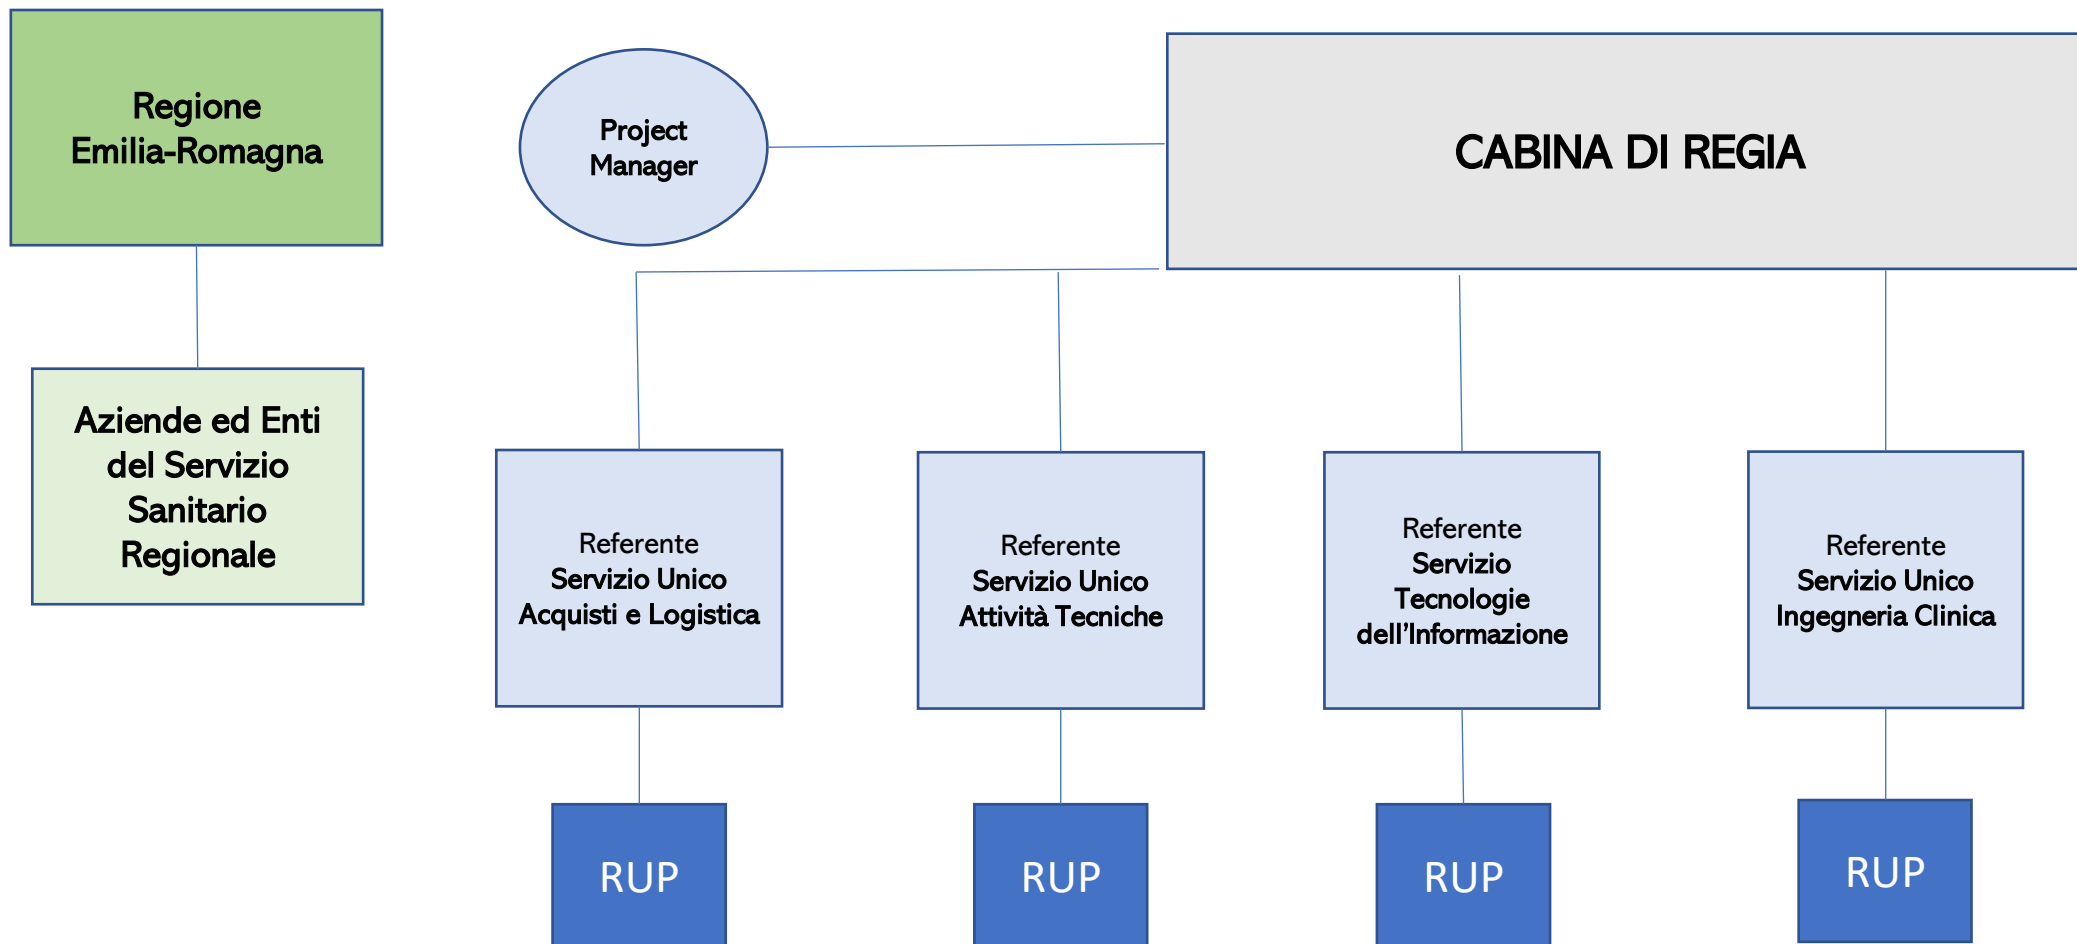 Regione
Emilia-Romagna
Project
Manager
CABINA DI REGIA
Aziende ed Enti
del Servizio
Sanitario
Regionale
Referente
Servizio Unico
Acquisti e Logistica
Referente
Servizio Unico
Attività Tecniche
Referente
Servizio
Tecnologie
dell’Informazione
Referente
Servizio Unico
Ingegneria Clinica
RUP
RUP
RUP
RUP